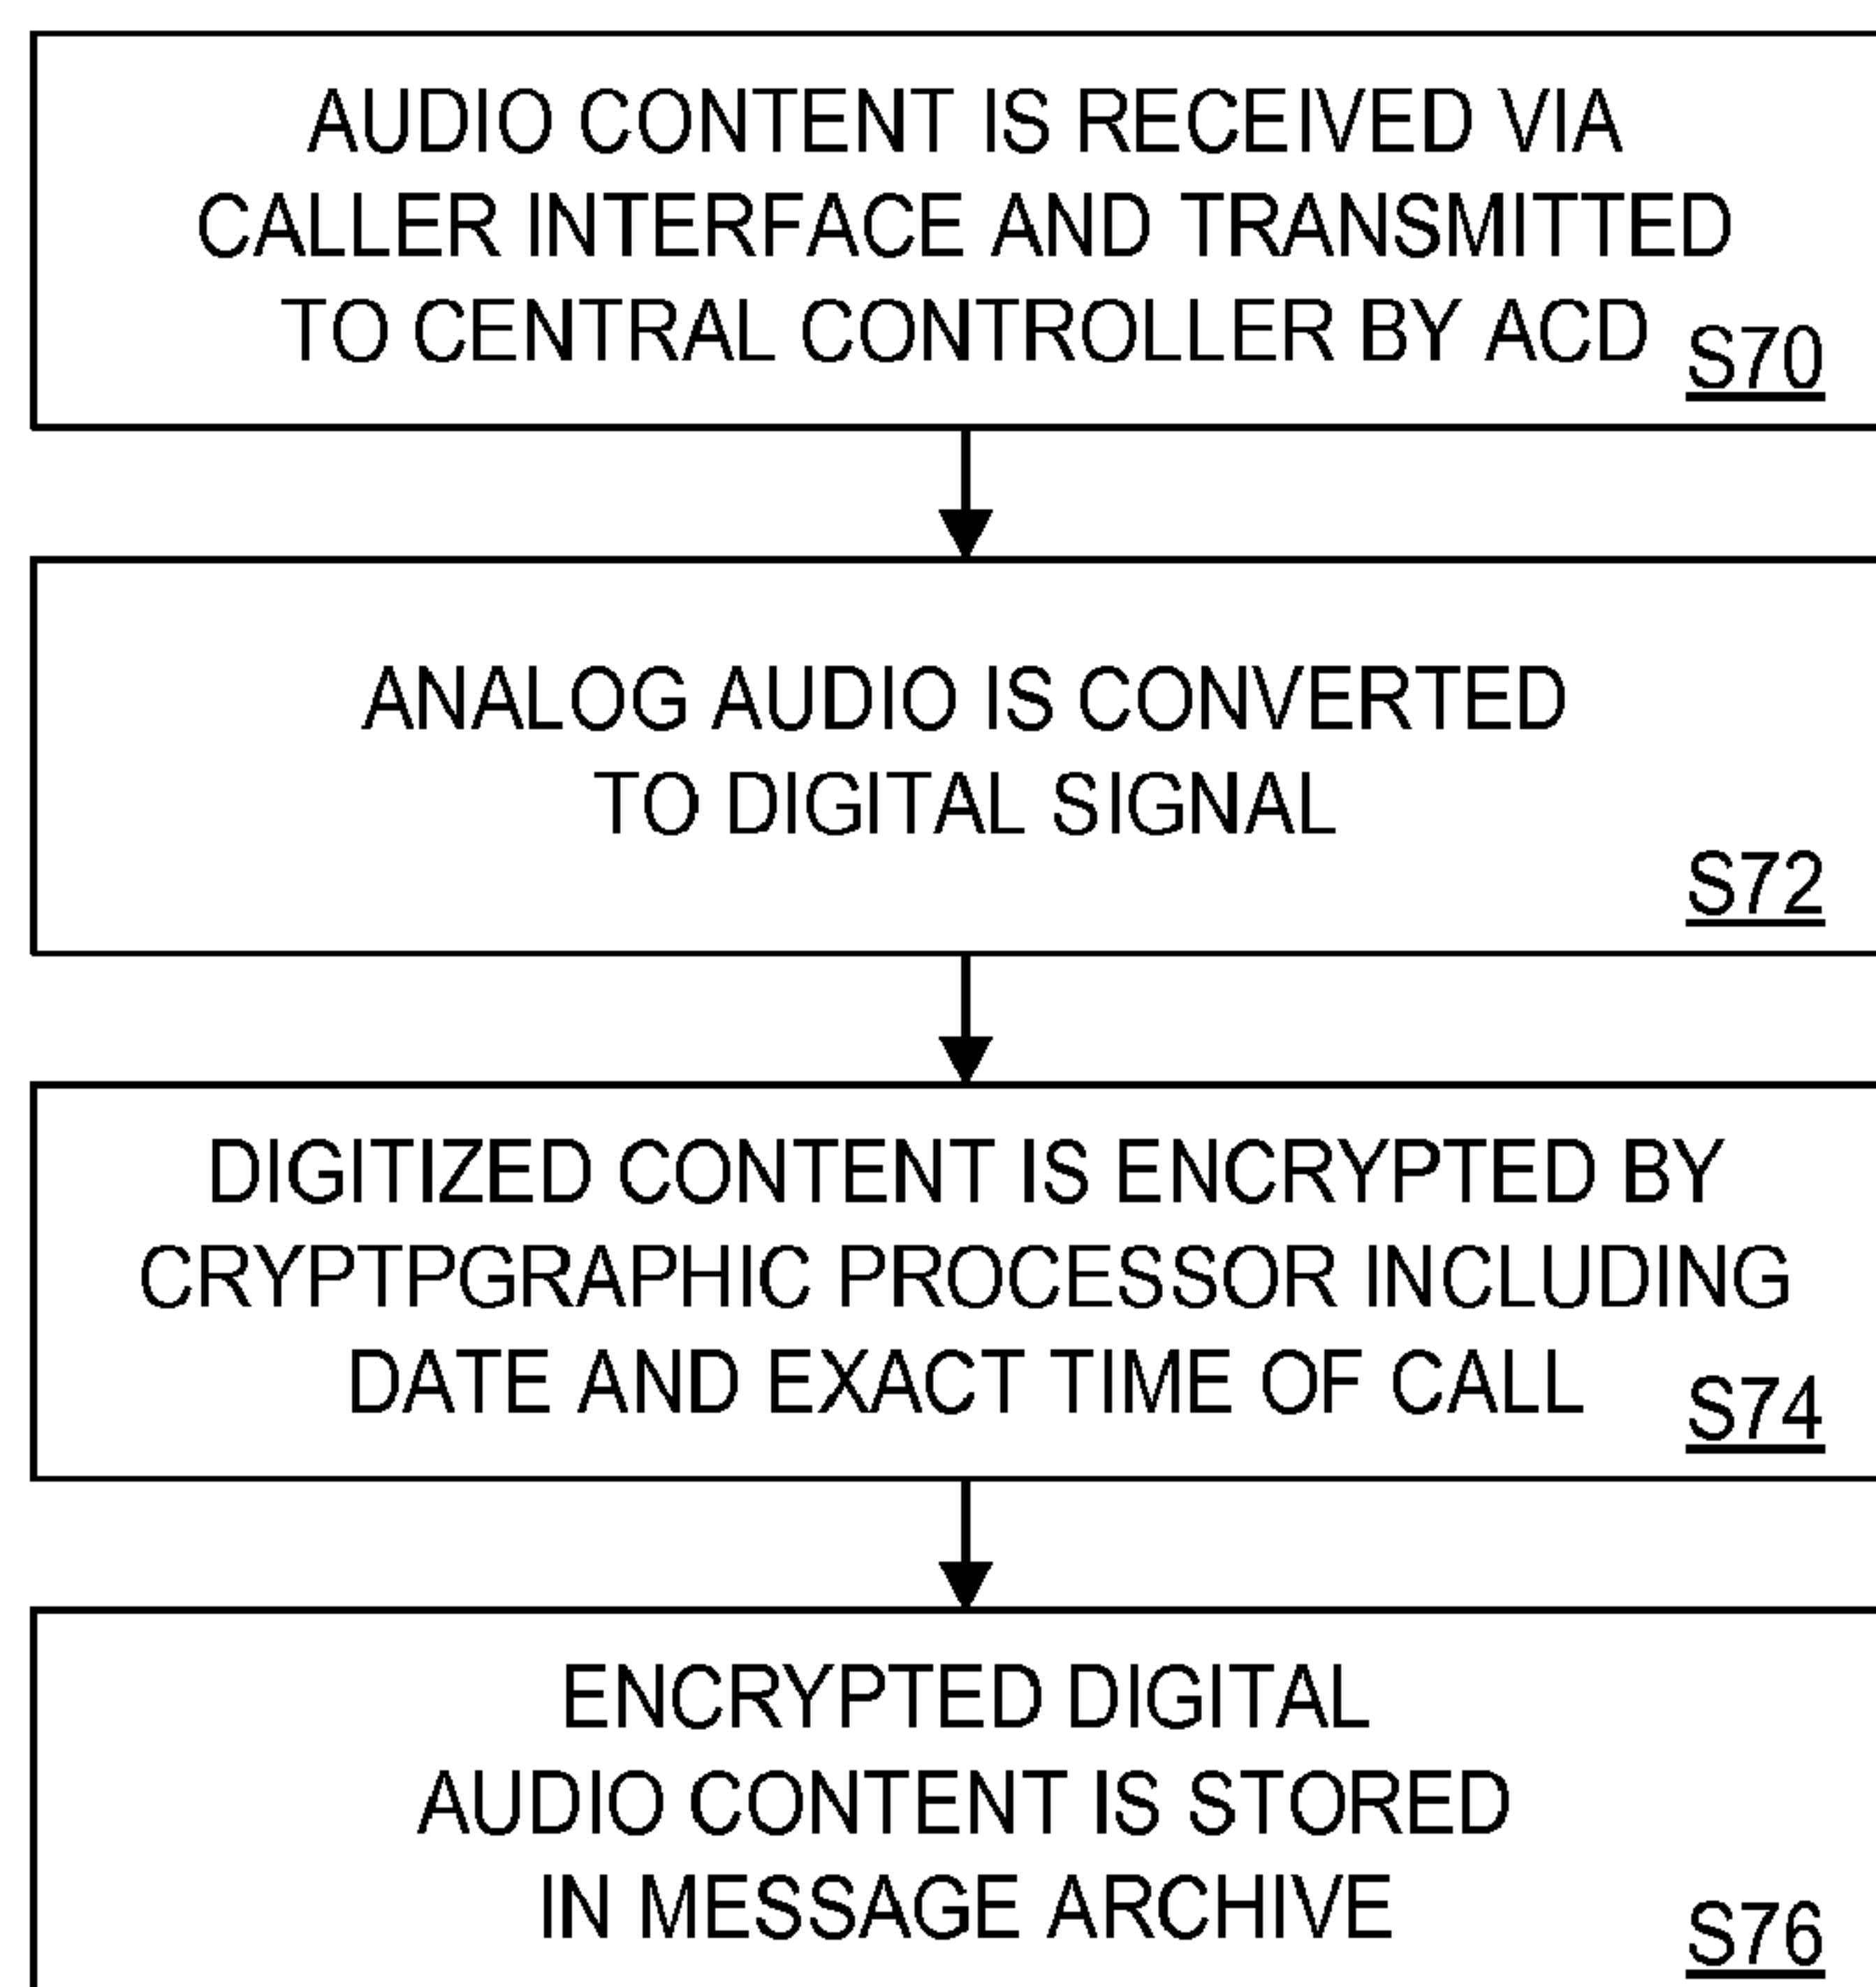 AUDIO CONTENT IS RECEIVED VIA
CALLER INTERFACE AND TRANSMITTED
TO CENTRAL CONTROLLER BY ACD
S70
ANALOG AUDIO IS CONVERTED
TO DIGITAL SIGNAL
S72
DIGITIZED CONTENT IS ENCRYPTED BY
CRYPTPGRAPHIC PROCESSOR INCLUDING
DATE AND EXACT TIME OF CALL
S74
ENCRYPTED DIGITAL
AUDIO CONTENT IS STORED
IN MESSAGE ARCHIVE
S76